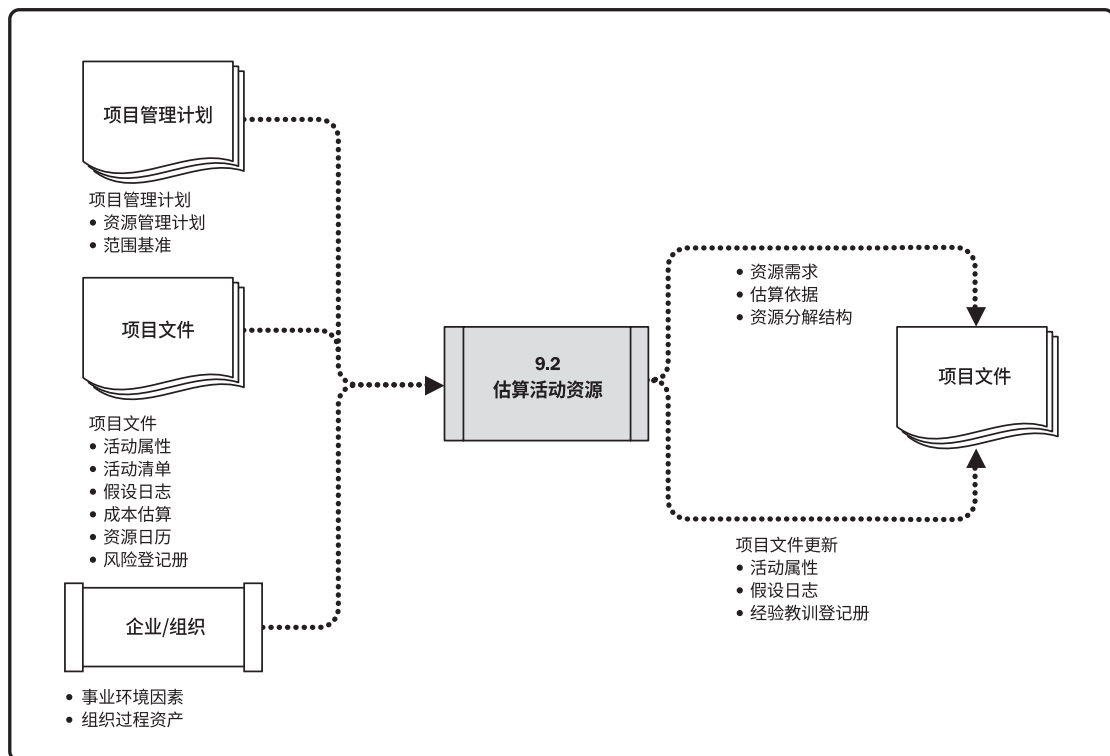 项目管理计划
项目管理计划
• 资源管理计划
• 范围基准
项目文件
项目文件
• 活动属性
• 活动清单
• 假设日志
• 成本估算
• 资源日历
• 风险登记册
企业/组织
• 事业环境因素
• 组织过程资产
9.2
估算活动资源
• 资源需求
• 估算依据
• 资源分解结构
项目文件
项目文件更新
• 活动属性
• 假设日志
• 经验教训登记册